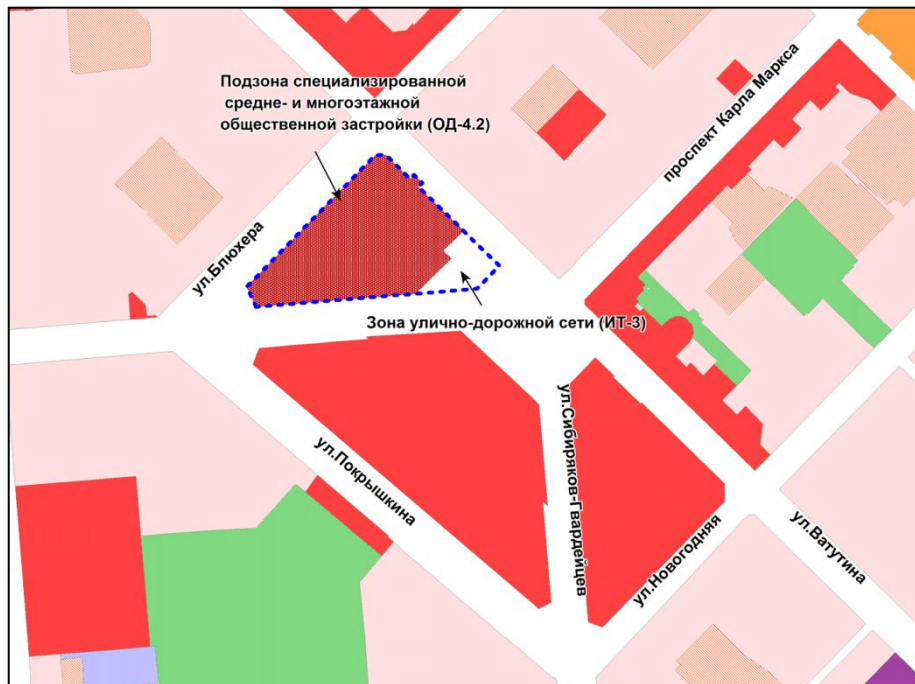 Подзона специализированной
средне- и многоэтажной
общественной застройки (ОД-4.2)
проспект Карла Маркса
ул.Блюхера
Зона улично-дорожной сети (ИТ-3)
ул.Покрышкина
ул.Сибиряков-Гвардейцев
ул.Новогодняя
ул.Ватутина